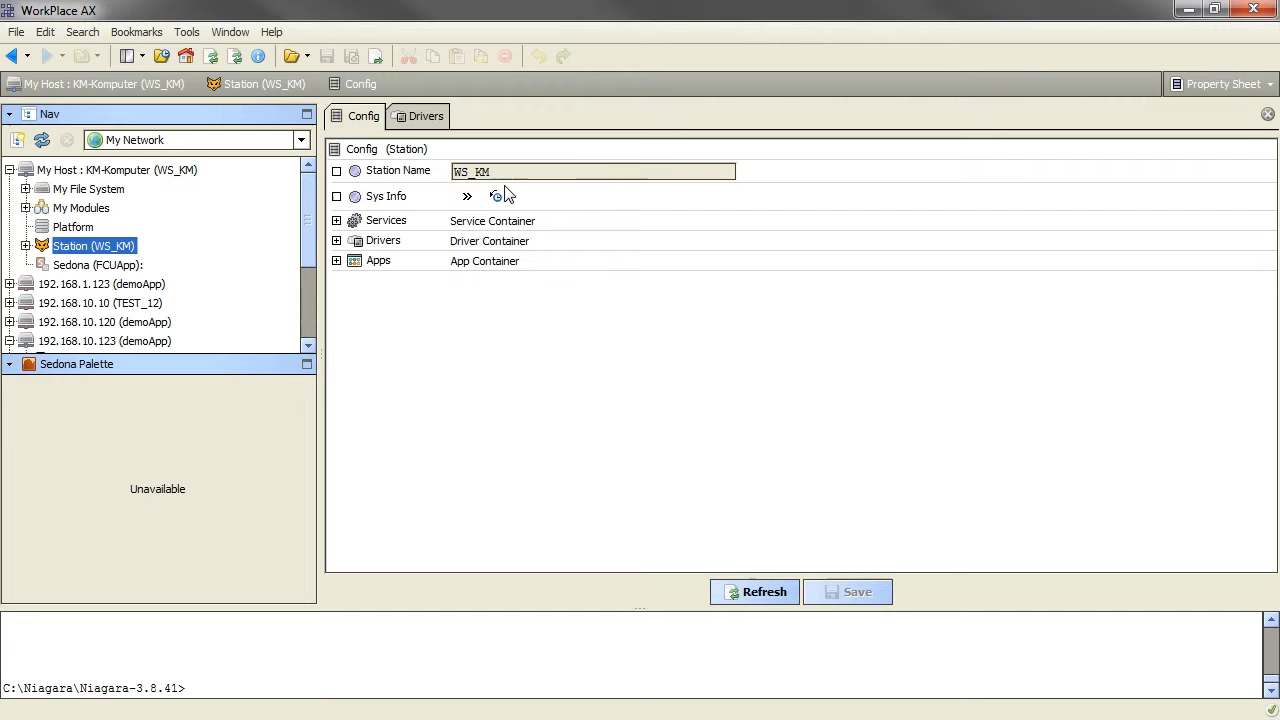 WorkPlace AX
File Edit Search Bookmarks Tools Window Help
My Host : KM-Komputer (WS_KM) Station (WS_KM) Config Property Sheet
Nav
My Network
My Host : KM-Komputer (WS_KM)
My File System
My Modules
Platform
Station (WS_KM)
Sedona (FCUApp):
192.168.1.123 (demoApp)
192.168.10.10 (TEST_12)
192.168.10.120 (demoApp)
192.168.10.123 (demoApp)
Sedona Palette
Unavailable
Config Drivers
Config (Station)
Station Name WS_KM
Sys Info
Services Service Container
Drivers Driver Container
Apps App Container
Refresh Save
C:\Niagara\Niagara-3.8.41>